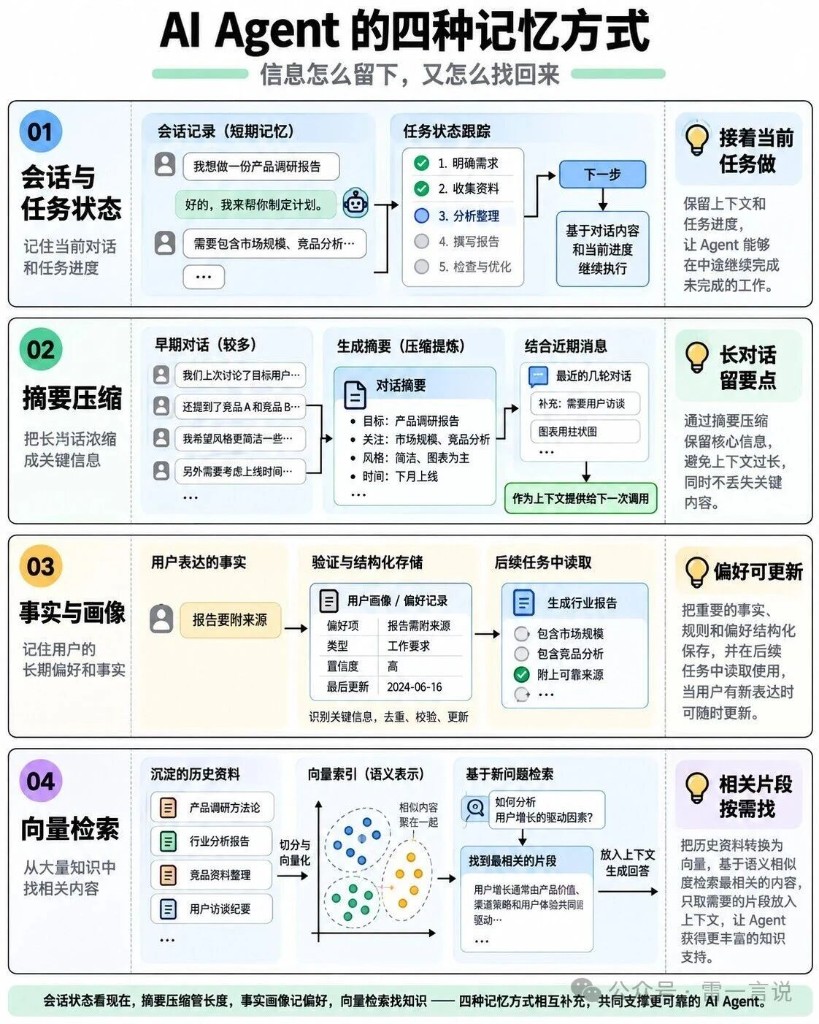 AI Agent 的四种记忆方式
信息怎么留下，又怎么找回来
01
会话与
任务状态
记住当前对话
和任务进度
会话记录（短期记忆）
我想做一份产品调研报告
好的，我来帮你制定计划。
需要包含市场规模、竞品分析…
…
任务状态跟踪
1. 明确需求
2. 收集资料
3. 分析整理
4. 撰写报告
5. 检查与优化
下一步
基于对话内容
和当前进度
继续执行
接着当前
任务做
保留上下文和
任务进度，
让 Agent 能够
在中途继续完成
未完成的工作。
02
摘要压缩
把长对话浓缩
成关键信息
早期对话（较多）
我们上次讨论了目标用户…
还提到了竞品 A 和竞品 B…
我希望风格更简洁一些…
另外需要考虑上线时间…
…
生成摘要（压缩提炼）
对话摘要
• 目标：产品调研报告
• 关注：市场规模、竞品分析
• 风格：简洁、图表为主
• 时间：下月上线
…
结合近期消息
最近的几轮对话
补充：需要用户访谈
图表用柱状图
…
作为上下文提供给下一次调用
长对话
留要点
通过摘要压缩
保留核心信息，
避免上下文过长，
同时不丢失关键
内容。
03
事实与画像
记住用户的
长期偏好和事实
用户表达的事实
报告要附来源
验证与结构化存储
用户画像 / 偏好记录
偏好项 报告需附来源
类型 工作要求
置信度 高
最后更新 2024-06-16
识别关键信息，去重、校验、更新
后续任务中读取
生成行业报告
包含市场规模
包含竞品分析
附上可靠来源
…
偏好可更新
把重要的事实、
规则和偏好结构化
保存，并在后续
任务中读取使用，
当用户有新表达时
可随时更新。
04
向量检索
从大量知识中
找相关内容
沉淀的历史资料
产品调研方法论
行业分析报告
竞品资料整理
用户访谈纪要
…
切分与
向量化
向量索引（语义表示）
相似内容
聚在一起
基于新问题检索
如何分析
用户增长的驱动因素？
找到最相关的片段
用户增长通常由产品价值、
渠道策略和用户体验共同
驱动…
…
放入上下文
生成回答
相关片段
按需找
把历史资料转换为
向量，基于语义相似
度检索最相关的内容，
只取需要的片段放入
上下文，让 Agent
获得更丰富的知识
支持。
公众号 · 雷一言说
会话状态看现在，摘要压缩管长度，事实画像记偏好，向量检索找知识 —— 四种记忆方式相互补充，共同支撑更可靠的 AI Agent。